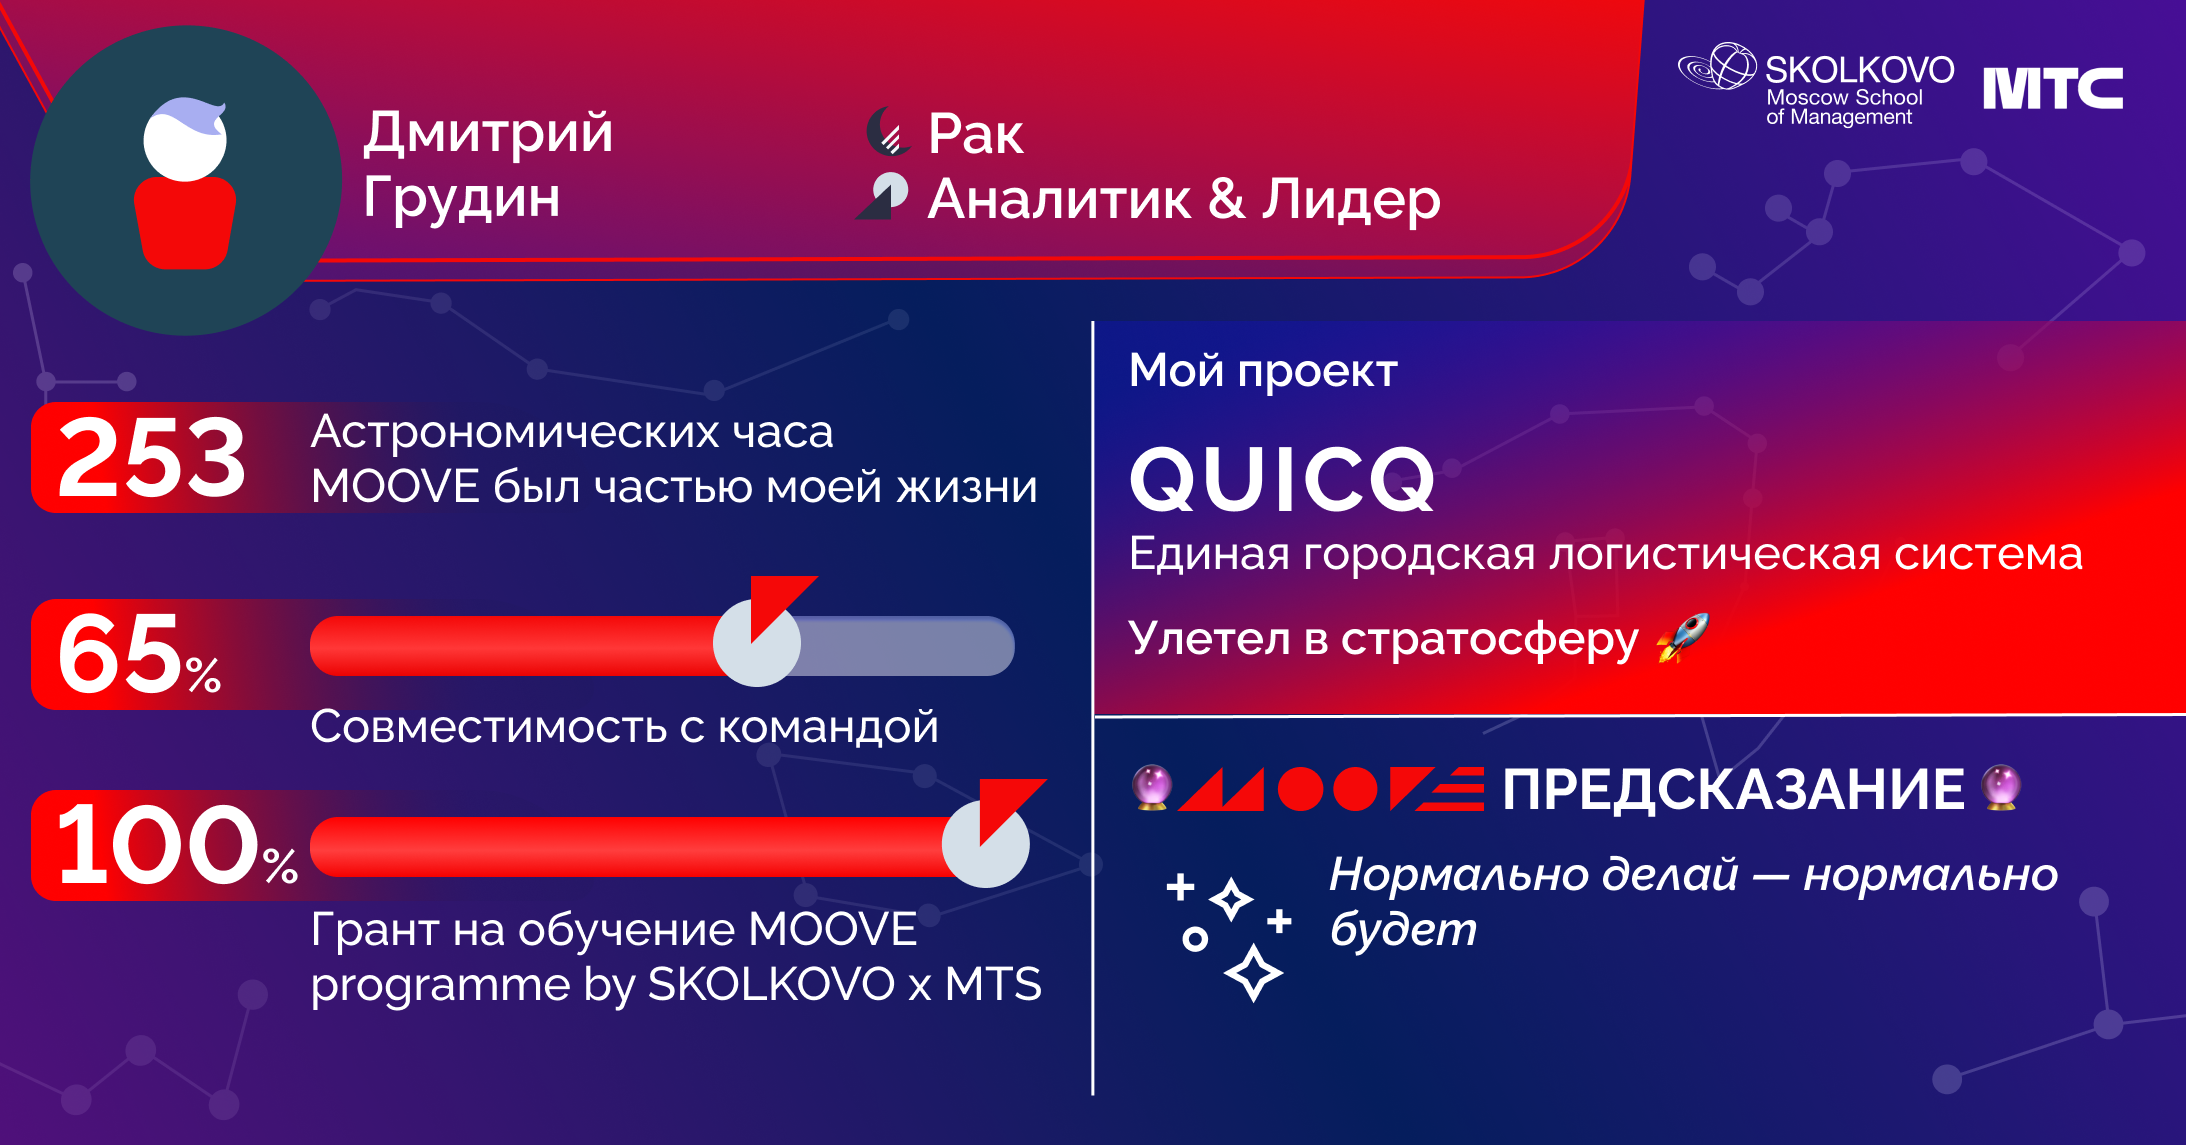 Дмитрий
Грудин
Рак
Аналитик & Лидер
SKOLKOVO
Moscow School
of Management
МТС
253
Астрономических часа
MOOVE был частью моей жизни
65%
Совместимость с командой
100%
Грант на обучение MOOVE
programme by SKOLKOVO x MTS
Мой проект
QUICQ
Единая городская логистическая система
Улетел в стратосферу 🚀
🔮 MOOVE ПРЕДСКАЗАНИЕ 🔮
Нормально делай — нормально
будет